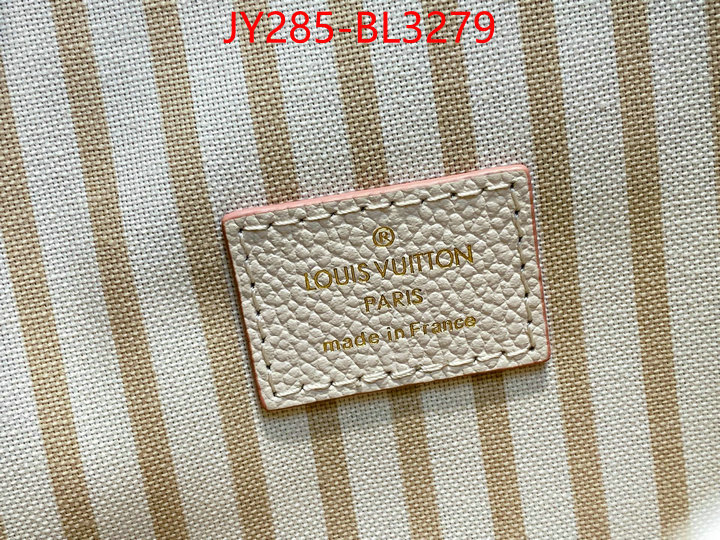 JY285-BL3279
®
LOUIS VUITTON
PARIS
made in France